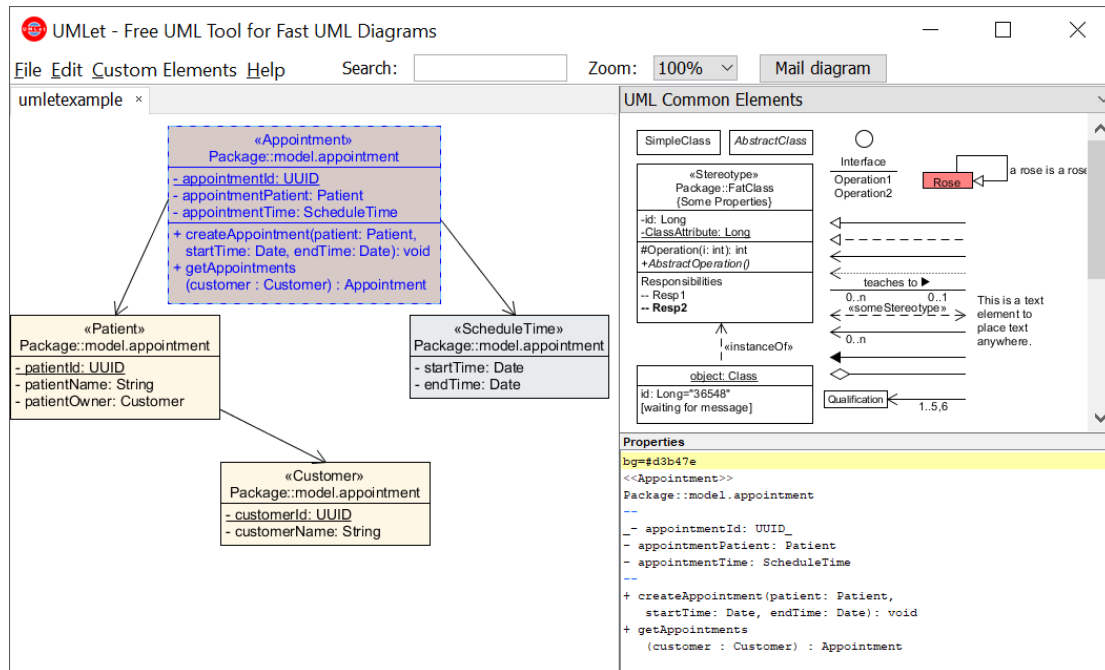 UMLet - Free UML Tool for Fast UML Diagrams
File Edit Custom Elements Help Search: Zoom: 100% Mail diagram
umletexample ×
«Appointment»
Package::model.appointment
- appointmentId: UUID
- appointmentPatient: Patient
- appointmentTime: ScheduleTime
+ createAppointment(patient: Patient,
startTime: Date, endTime: Date): void
+ getAppointments
(customer : Customer) : Appointment
«Patient»
Package::model.appointment
- patientId: UUID
- patientName: String
- patientOwner: Customer
«ScheduleTime»
Package::model.appointment
- startTime: Date
- endTime: Date
«Customer»
Package::model.appointment
- customerId: UUID
- customerName: String
UML Common Elements
SimpleClass
AbstractClass
«Stereotype»
Package::FatClass
{Some Properties}
-id: Long
-ClassAttribute: Long
#Operation(i: int): int
+AbstractOperation()
Responsibilities
-- Resp1
-- Resp2
«instanceOf»
object: Class
id: Long="36548"
[waiting for message]
Interface
Operation1
Operation2
Rose
a rose is a rose
teaches to
0..n 0..1
«someStereotype»
0..n
This is a text
element to
place text
anywhere.
Qualification
1..5,6
Properties
bg=#d3b47e
<<Appointment>>
Package::model.appointment
--
_- appointmentId: UUID_
- appointmentPatient: Patient
- appointmentTime: ScheduleTime
--
+ createAppointment(patient: Patient,
startTime: Date, endTime: Date): void
+ getAppointments
(customer : Customer) : Appointment